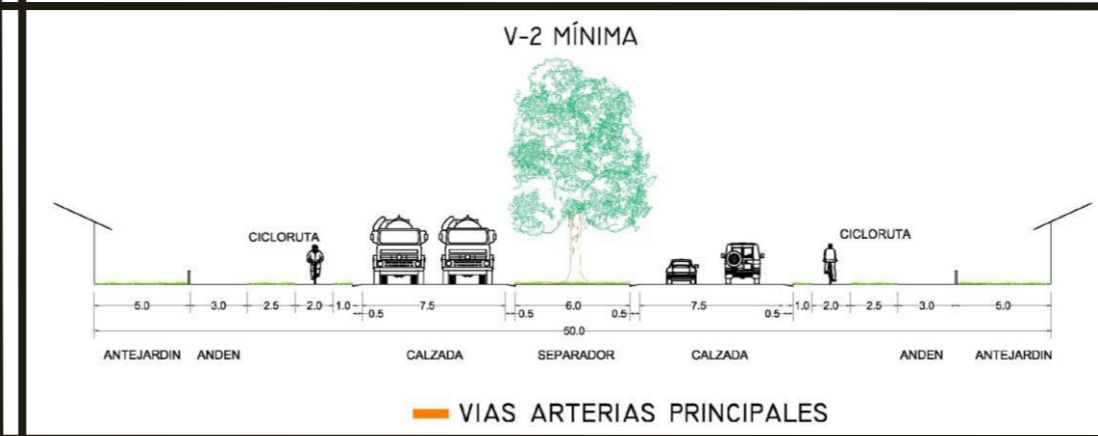 V-2 MÍNIMA
CICLORUTA
CICLORUTA
5.0 3.0 2.5 2.0 1.0 7.5 6.0 7.5 1.0 2.0 2.5 3.0 5.0
0.5 0.5 0.5 0.5
50.0
ANTEJARDIN ANDEN CALZADA SEPARADOR CALZADA ANDEN ANTEJARDIN
VIAS ARTERIAS PRINCIPALES